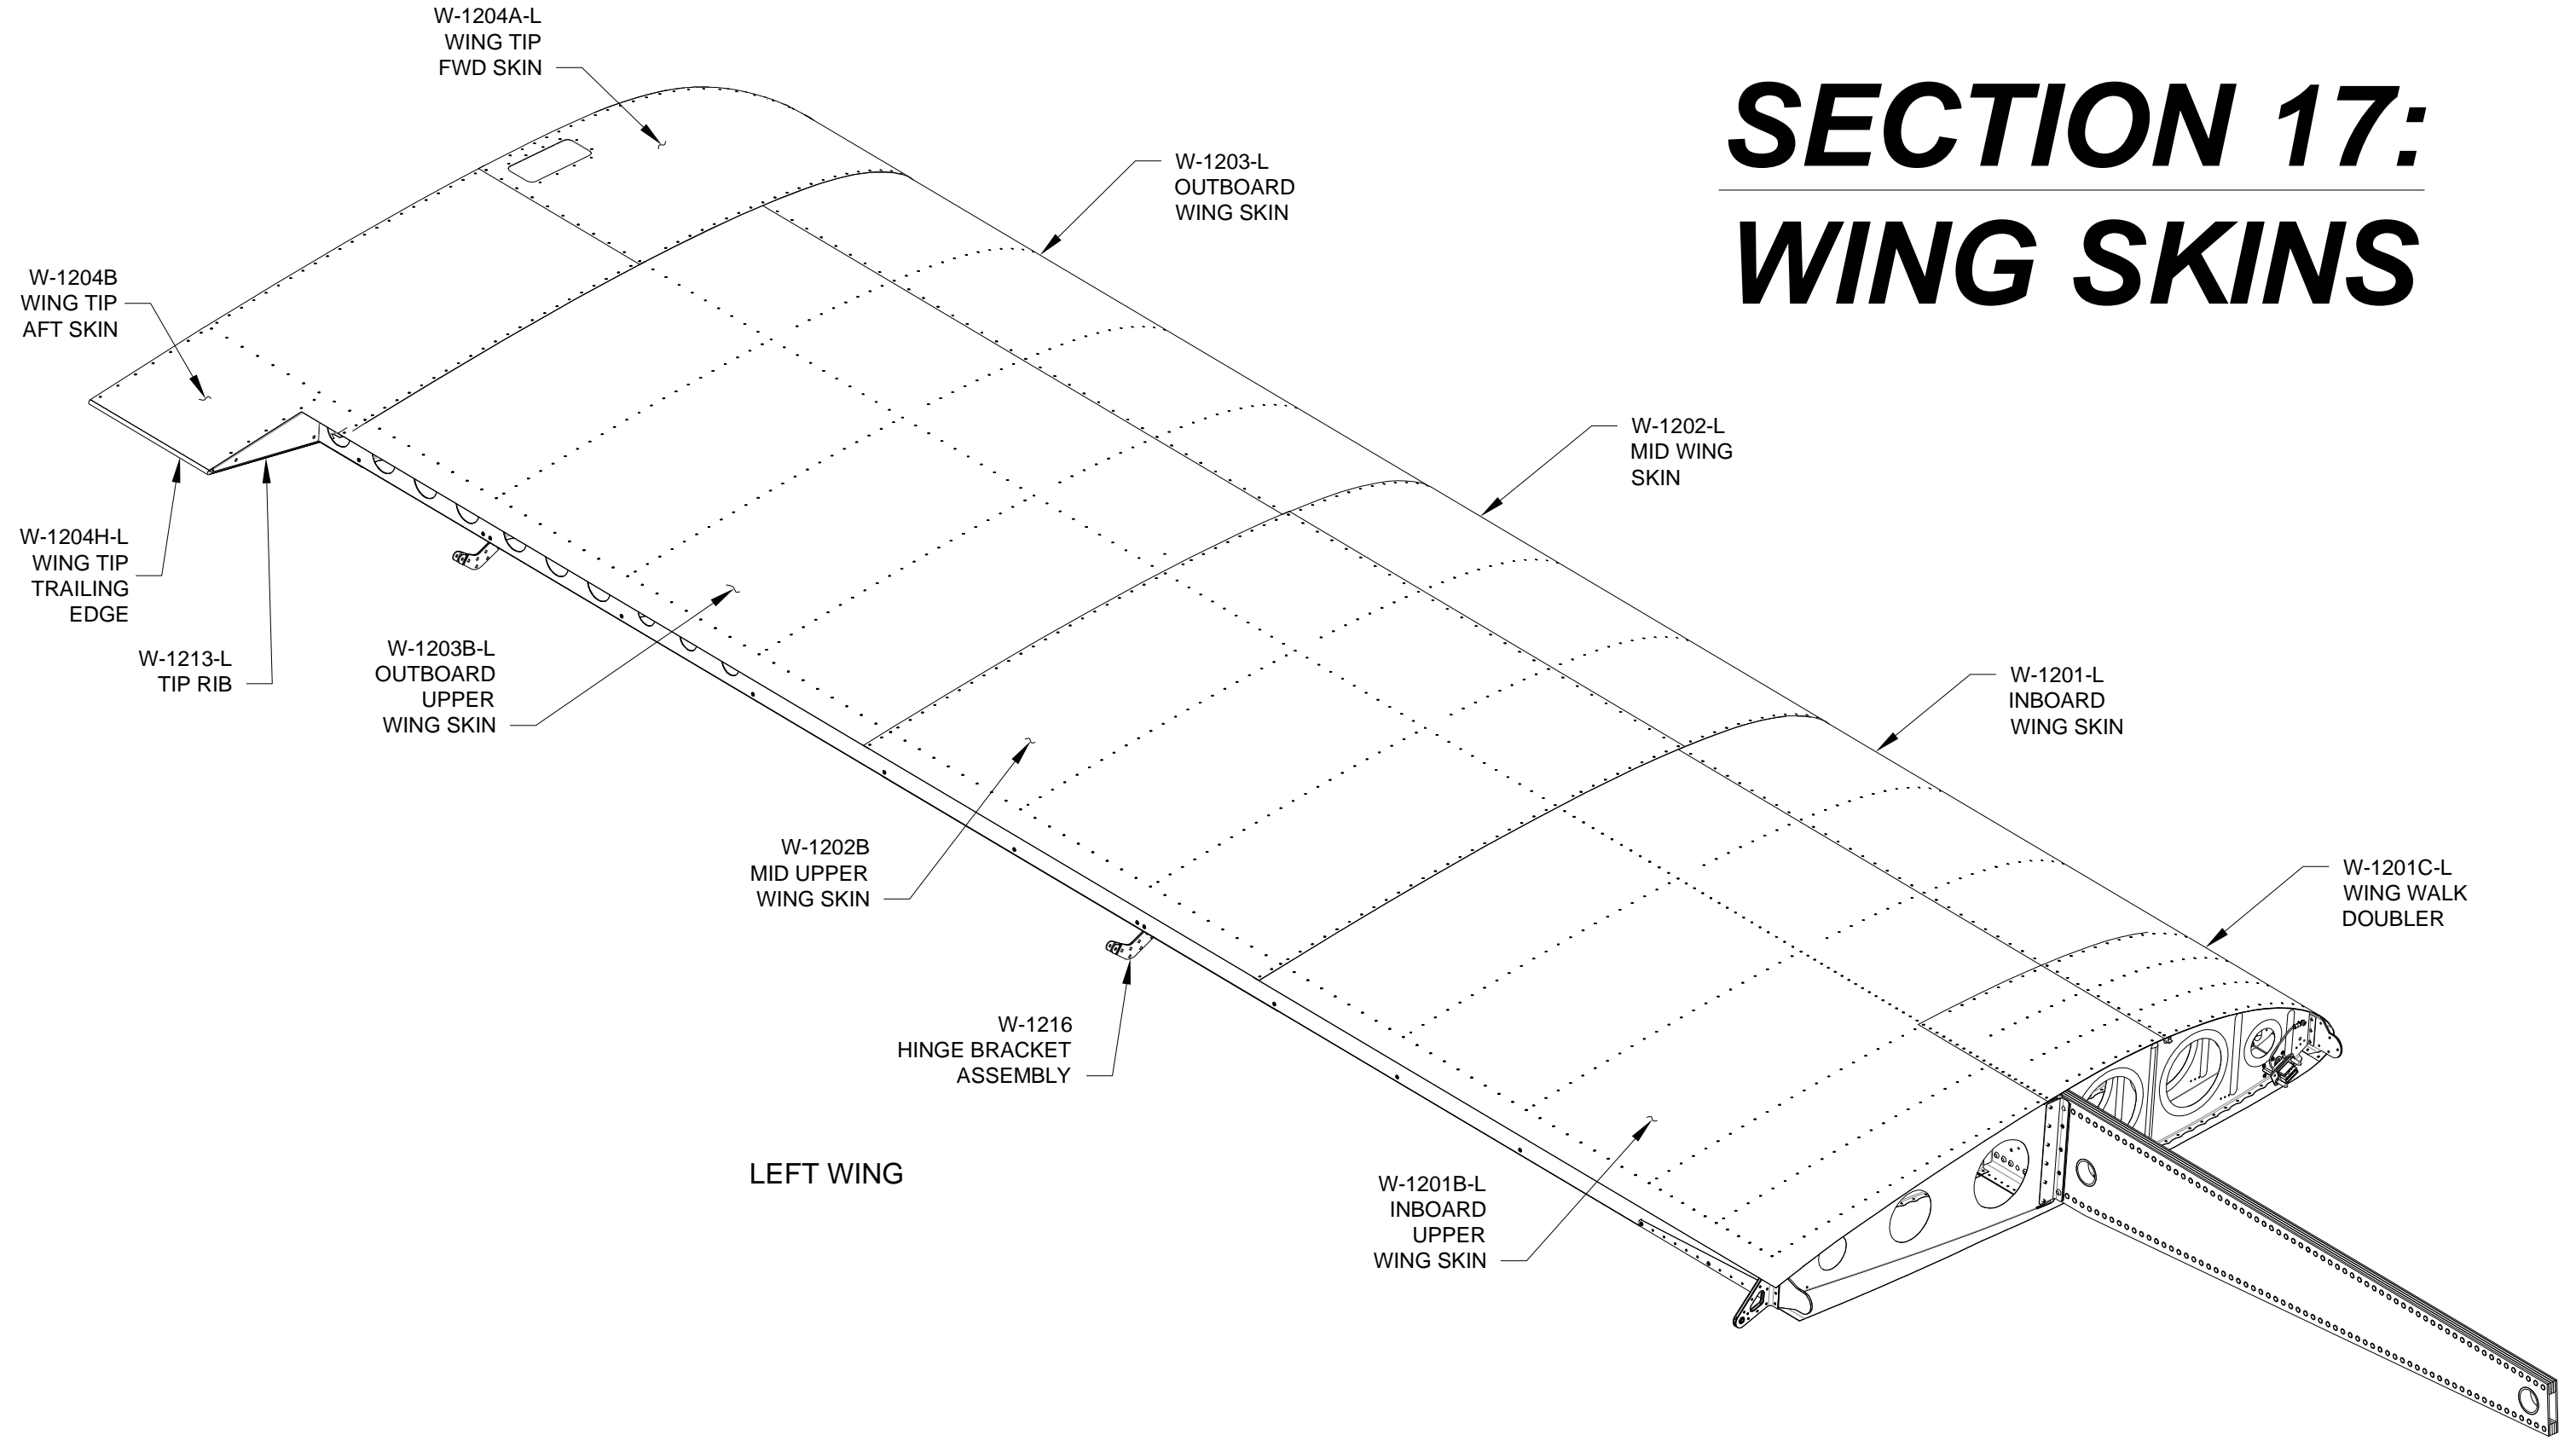 W-1204A-L
WING TIP
FWD SKIN
SECTION 17:
WING SKINS
W-1203-L
OUTBOARD
WING SKIN
W-1204B
WING TIP
AFT SKIN
W-1202-L
MID WING
SKIN
W-1204H-L
WING TIP
TRAILING
EDGE
W-1213-L
TIP RIB
W-1203B-L
OUTBOARD
UPPER
WING SKIN
W-1201-L
INBOARD
WING SKIN
W-1202B
MID UPPER
WING SKIN
W-1201C-L
WING WALK
DOUBLER
W-1216
HINGE BRACKET
ASSEMBLY
LEFT WING
W-1201B-L
INBOARD
UPPER
WING SKIN